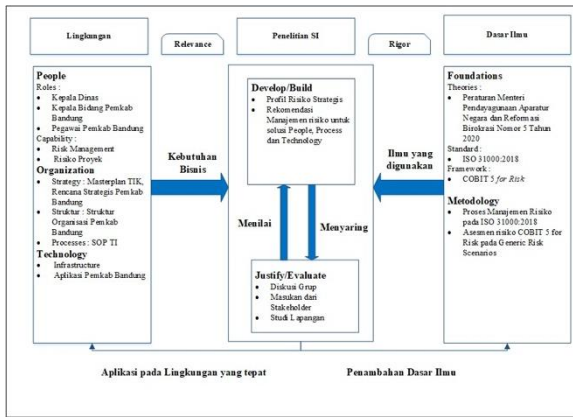 Lingkungan
Relevance
Penelitian SI
Rigor
Dasar Ilmu
People
Roles :
Kepala Dinas
Kepala Bidang Pemkab
Bandung
Pegawai Pemkab Bandung
Capability :
Risk Management
Risiko Proyek
Organization
Strategy : Masterplan TIK,
Rencana Strategis Pemkab
Bandung
Struktur : Struktur
Organisasi Pemkab
Bandung
Processes : SOP TI
Technology
Infrastructure
Aplikasi Pemkab Bandung
Kebutuhan
Bisnis
Develop/Build
Profil Risiko Strategis
Rekomendasi
Manajemen risiko untuk
solusi People, Process
dan Technology
Menilai
Menyaring
Justify/Evaluate
Diskusi Grup
Masukan dari
Stakeholder
Studi Lapangan
Ilmu yang
digunakan
Foundations
Theories :
Peraturan Menteri
Pendayagunaan Aparatur
Negara dan Reformasi
Birokrasi Nomor 5 Tahun
2020
Standard :
ISO 31000:2018
Framework :
COBIT 5 for Risk
Metodology
Proses Manajemen Risiko
pada ISO 31000:2018
Asesmen risiko COBIT 5 for
Risk pada Generic Risk
Scenarios
Aplikasi pada Lingkungan yang tepat
Penambahan Dasar Ilmu